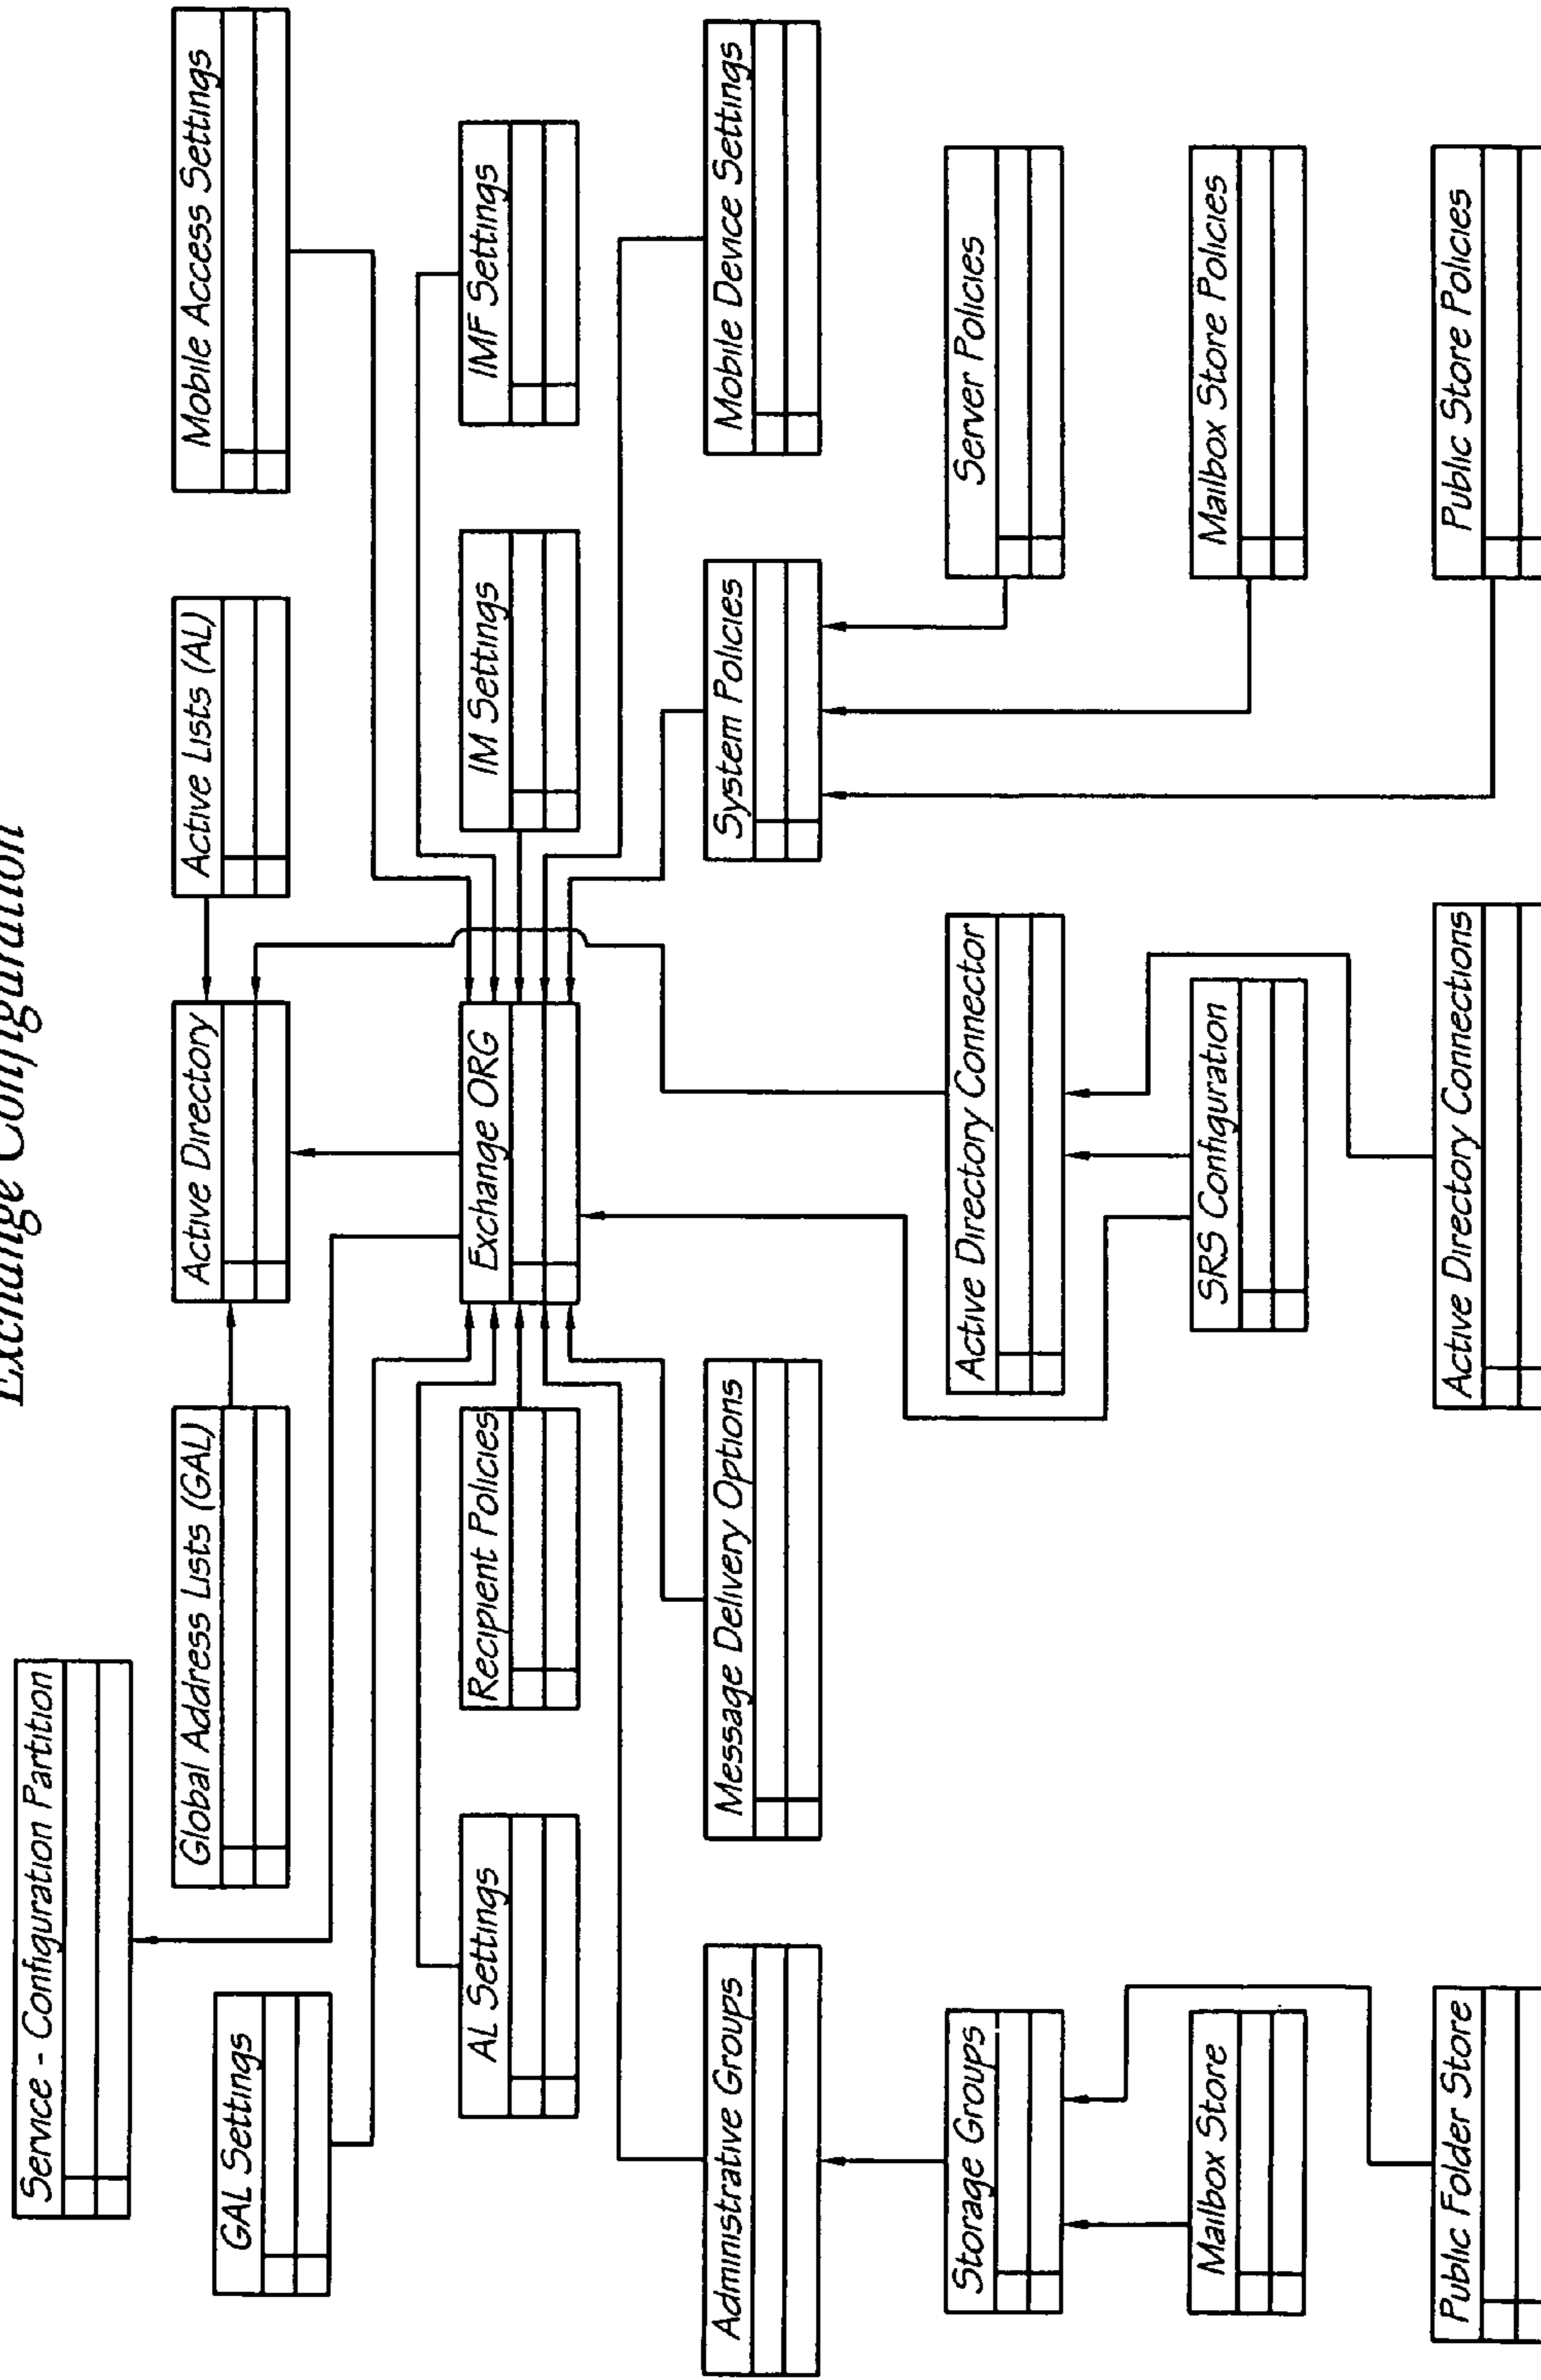 Exchange Configuration
Service - Configuration Partition
GAL Settings
Global Address Lists (GAL)
Active Directory
Active Lists (AL)
Mobile Access Settings
AL Settings
Recipient Policies
Exchange ORG
IM Settings
IMF Settings
Administrative Groups
Message Delivery Options
System Policies
Mobile Device Settings
Storage Groups
Active Directory Connector
Server Policies
Mailbox Store
SRS Configuration
Mailbox Store Policies
Public Folder Store
Active Directory Connections
Public Store Policies